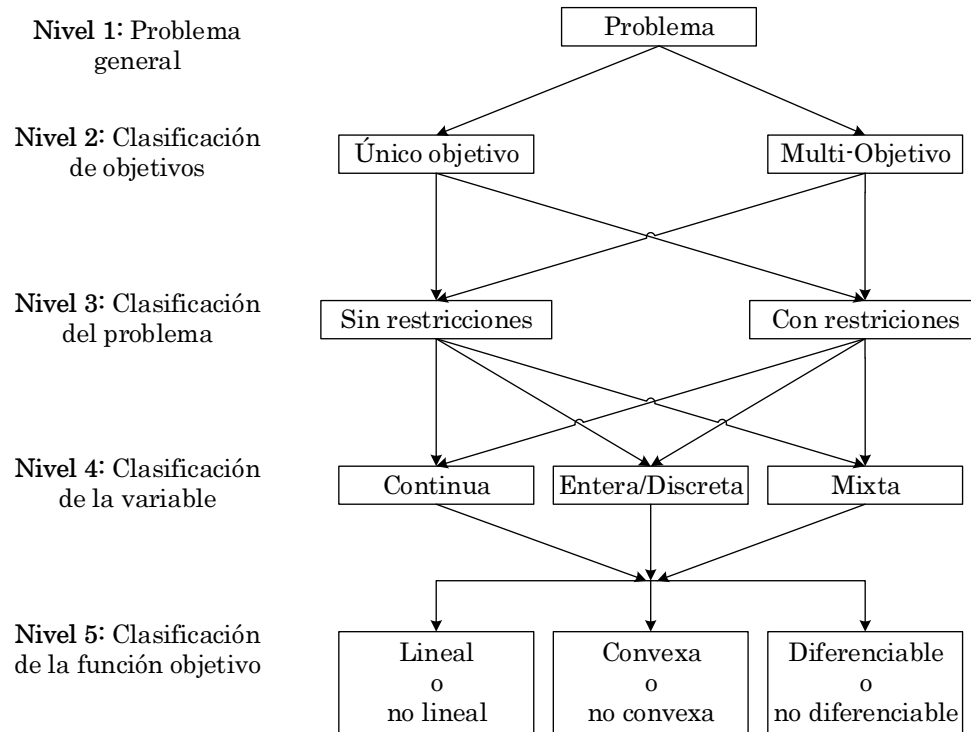 Nivel 1: Problema
general
Problema
Nivel 2: Clasificación
de objetivos
Único objetivo
Multi-Objetivo
Nivel 3: Clasificación
del problema
Sin restricciones
Con restriciones
Nivel 4: Clasificación
de la variable
Continua
Entera/Discreta
Mixta
Nivel 5: Clasificación
de la función objetivo
Lineal
o
no lineal
Convexa
o
no convexa
Diferenciable
o
no diferenciable